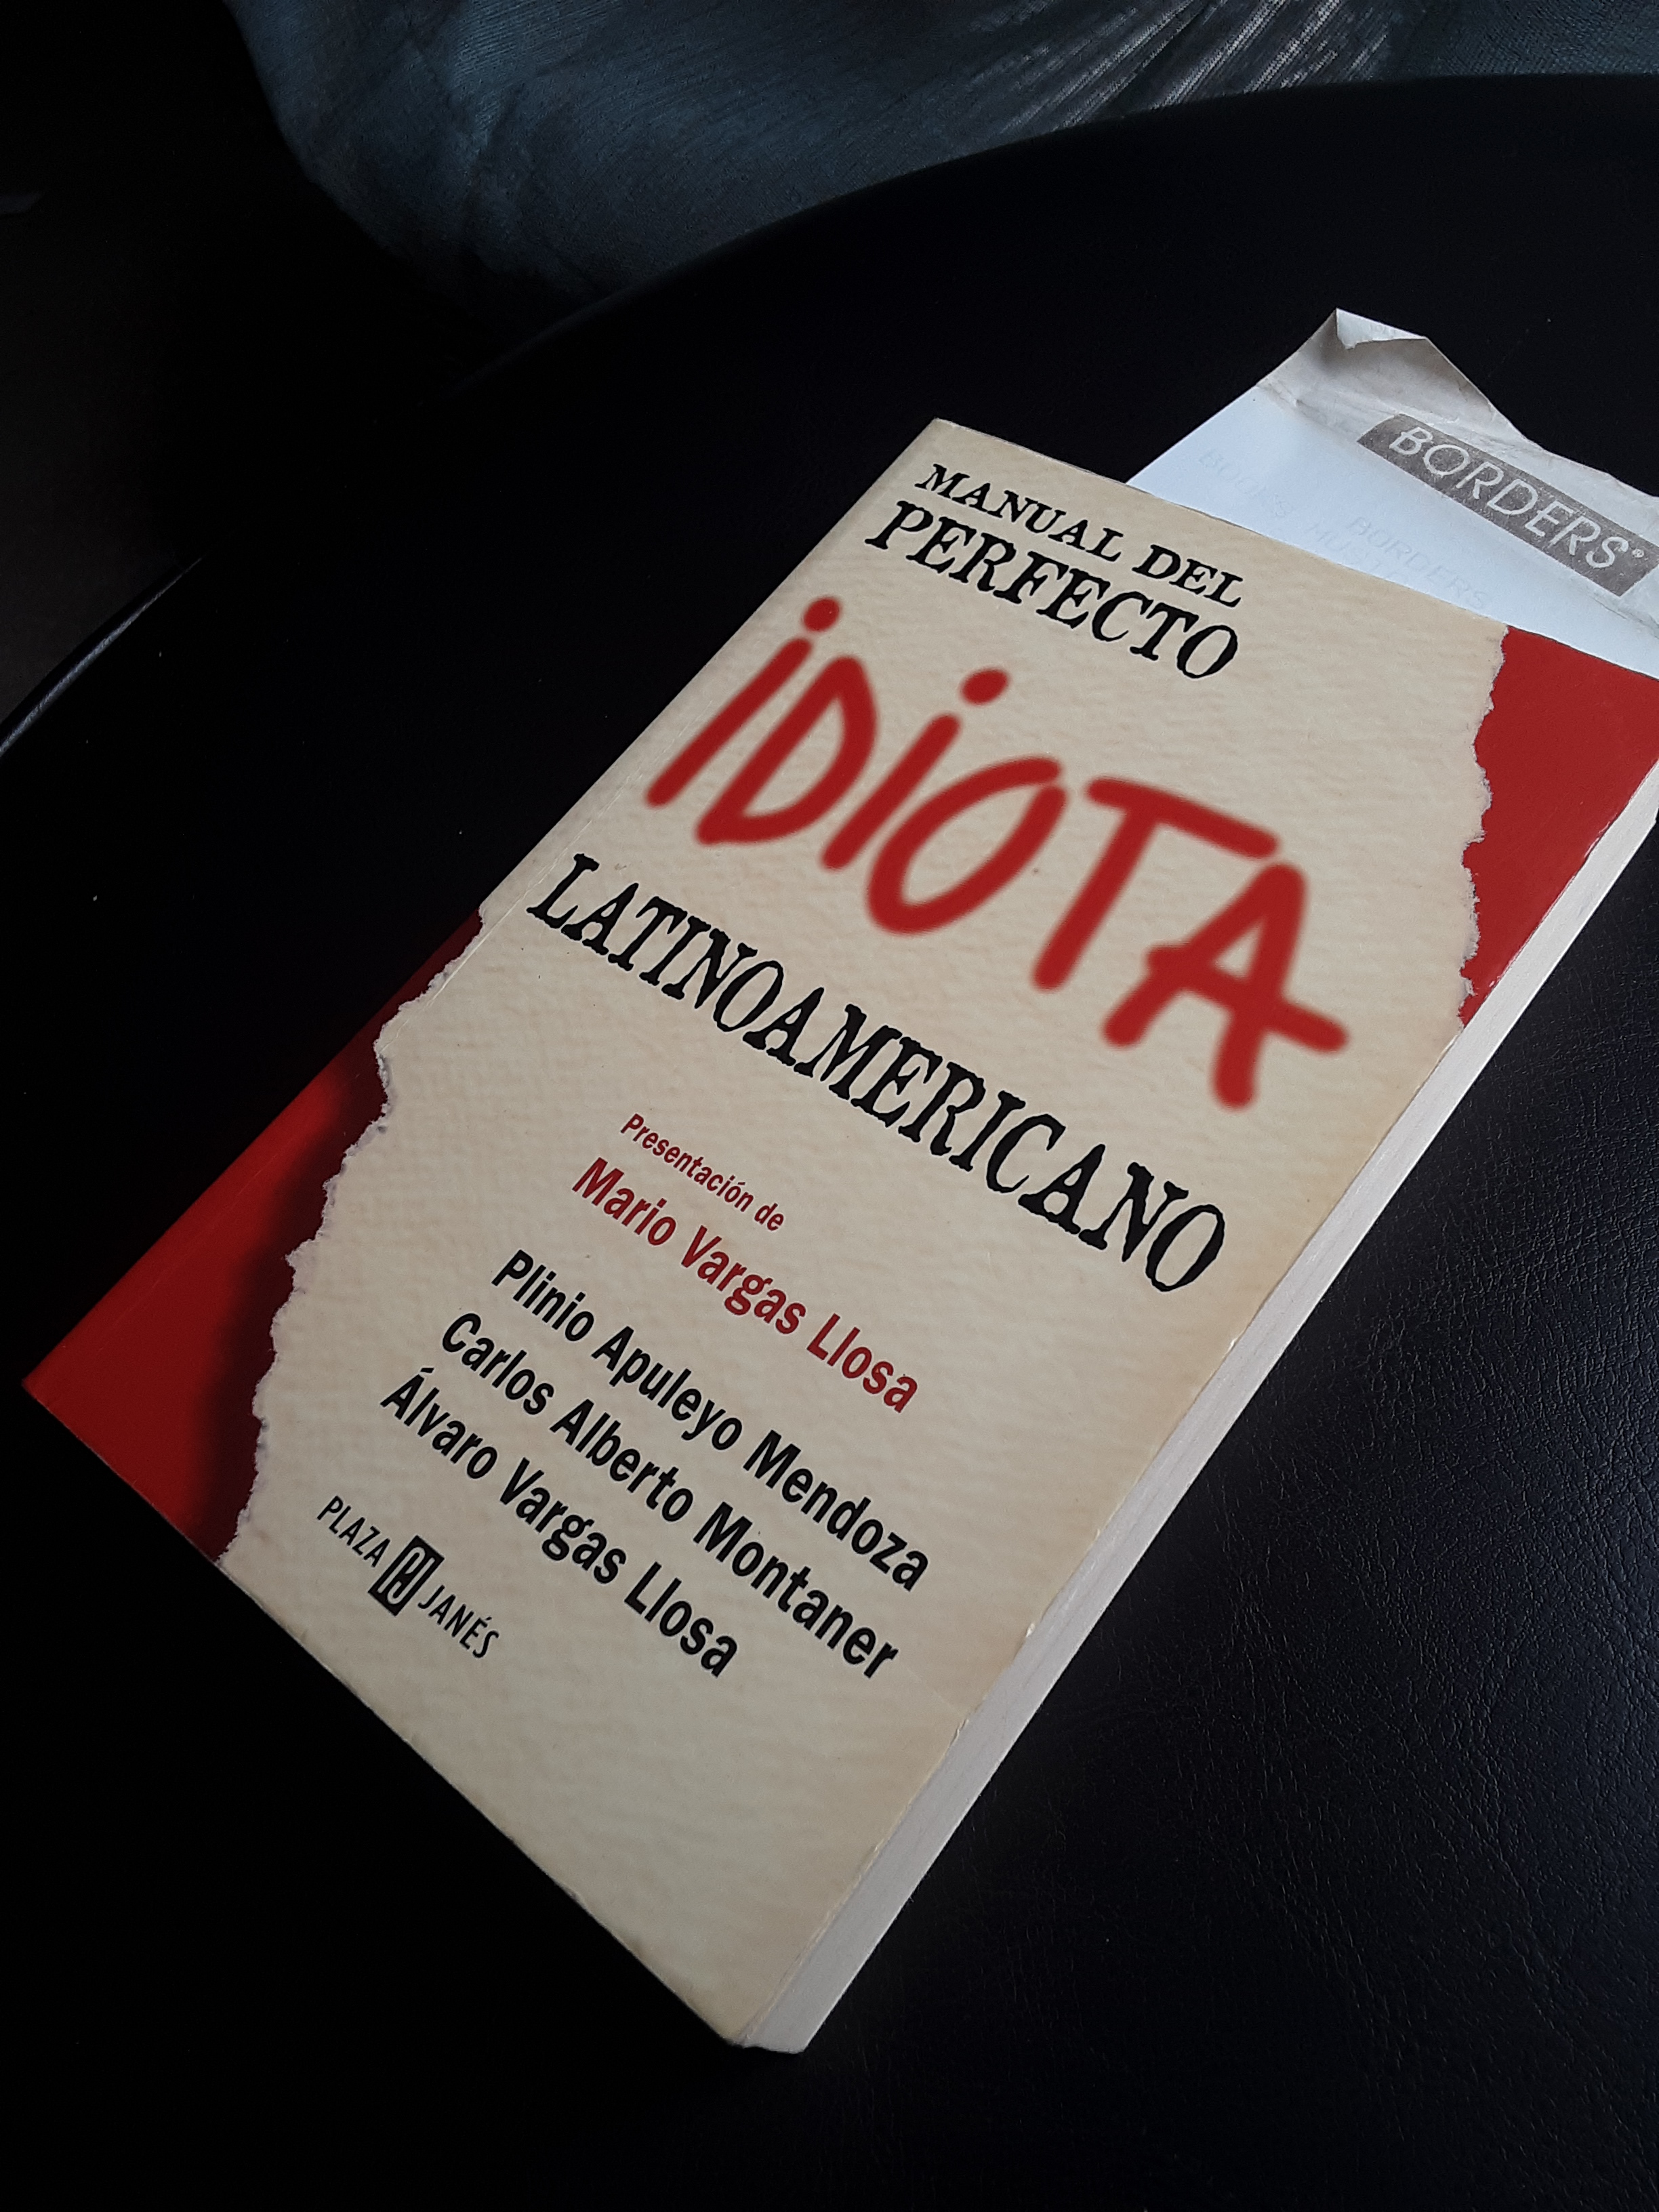 BORDERS®
BORDERS
MANUAL DEL
PERFECTO
iDiOTA
LATINOAMERICANO
Presentación de
Mario Vargas Llosa
Plinio Apuleyo Mendoza
Carlos Alberto Montaner
Álvaro Vargas Llosa
PLAZA PJ JANÉS